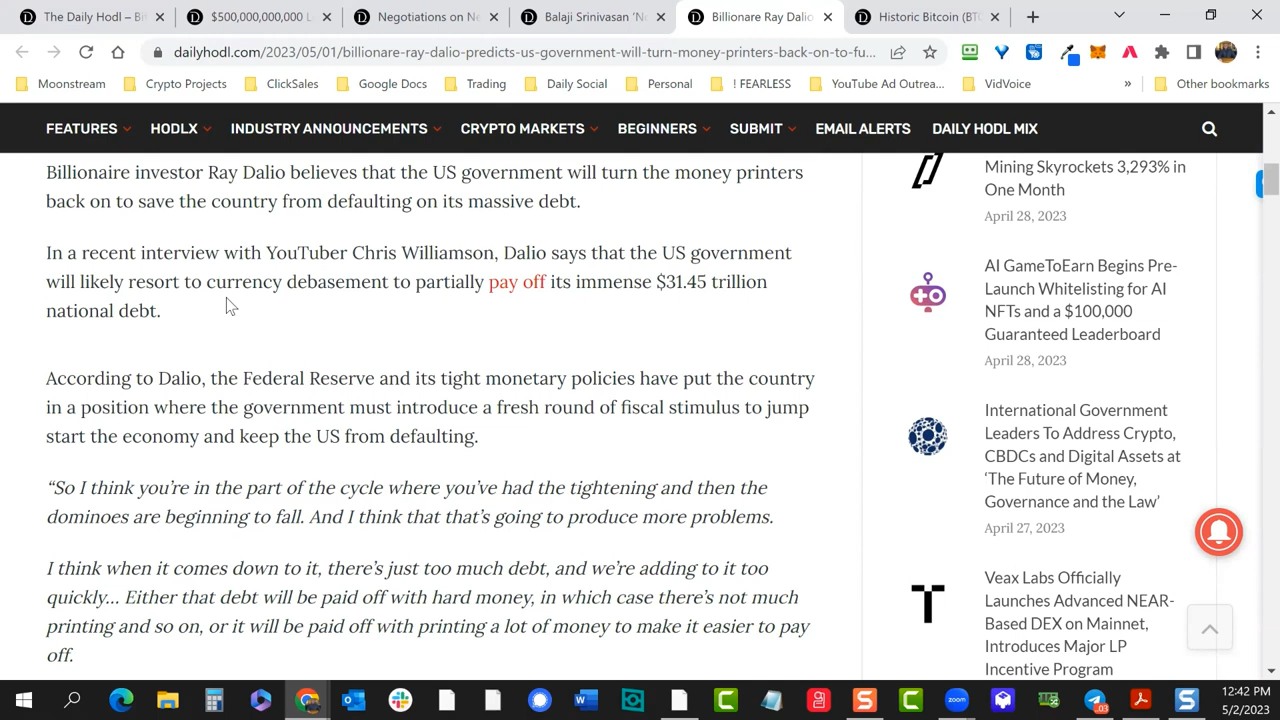 The Daily Hodl – Bi
$500,000,000,000 L
Negotiations on Ne
Balaji Srinivasan 'N
Billionare Ray Dalio
Historic Bitcoin (BTC
dailyhodl.com/2023/05/01/billionare-ray-dalio-predicts-us-government-will-turn-money-printers-back-on-to-fu...
Moonstream
Crypto Projects
ClickSales
Google Docs
Trading
Daily Social
Personal
! FEARLESS
YouTube Ad Outrea...
VidVoice
»
Other bookmarks
FEATURES
HODLX
INDUSTRY ANNOUNCEMENTS
CRYPTO MARKETS
BEGINNERS
SUBMIT
EMAIL ALERTS
DAILY HODL MIX
Billionaire investor Ray Dalio believes that the US government will turn the money printers
back on to save the country from defaulting on its massive debt.
In a recent interview with YouTuber Chris Williamson, Dalio says that the US government
will likely resort to currency debasement to partially pay off its immense $31.45 trillion
national debt.
According to Dalio, the Federal Reserve and its tight monetary policies have put the country
in a position where the government must introduce a fresh round of fiscal stimulus to jump
start the economy and keep the US from defaulting.
“So I think you’re in the part of the cycle where you’ve had the tightening and then the
dominoes are beginning to fall. And I think that that’s going to produce more problems.
I think when it comes down to it, there’s just too much debt, and we’re adding to it too
quickly… Either that debt will be paid off with hard money, in which case there’s not much
printing and so on, or it will be paid off with printing a lot of money to make it easier to pay
off.
Mining Skyrockets 3,293% in
One Month
April 28, 2023
AI GameToEarn Begins Pre-
Launch Whitelisting for AI
NFTs and a $100,000
Guaranteed Leaderboard
April 28, 2023
International Government
Leaders To Address Crypto,
CBDCs and Digital Assets at
‘The Future of Money,
Governance and the Law’
April 27, 2023
Veax Labs Officially
Launches Advanced NEAR-
Based DEX on Mainnet,
Introduces Major LP
Incentive Program
12:42 PM
5/2/2023